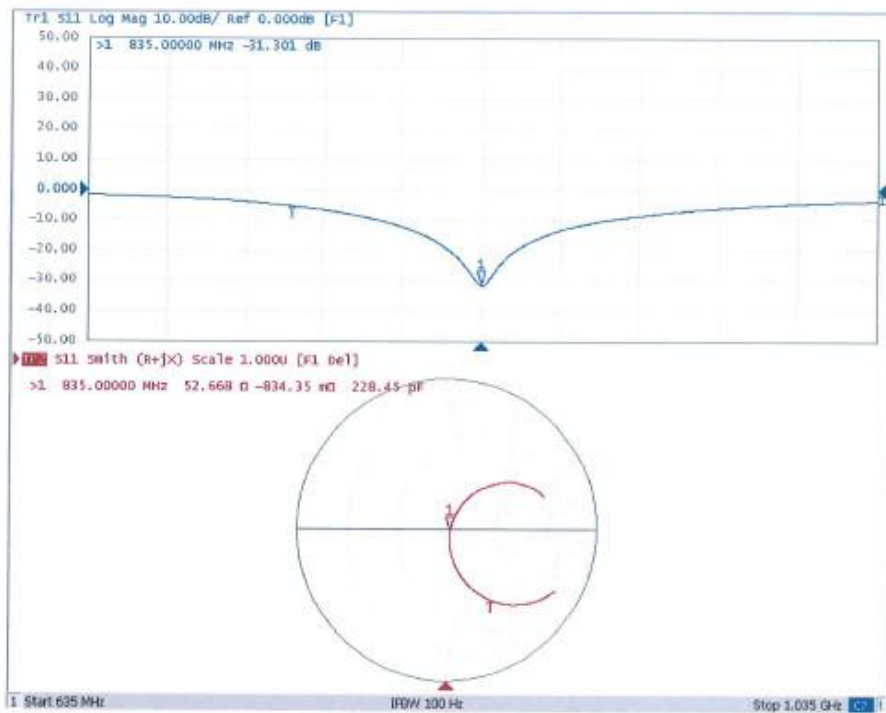 Tr1 S11 Log Mag 10.00dB/ Ref 0.000dB [F1]
50.00
>1 835.00000 MHz -31.301 dB
40.00
30.00
20.00
10.00
0.000
-10.00
-20.00
1
-30.00
-40.00
-50.00
S11 Smith (R+jX) Scale 1.000U [F1 Del]
>1 835.00000 MHz 52.668 Ω -834.35 mΩ 228.45 pF
1
1 Start 635 MHz IFBW 100 Hz Stop 1.035 GHz C2